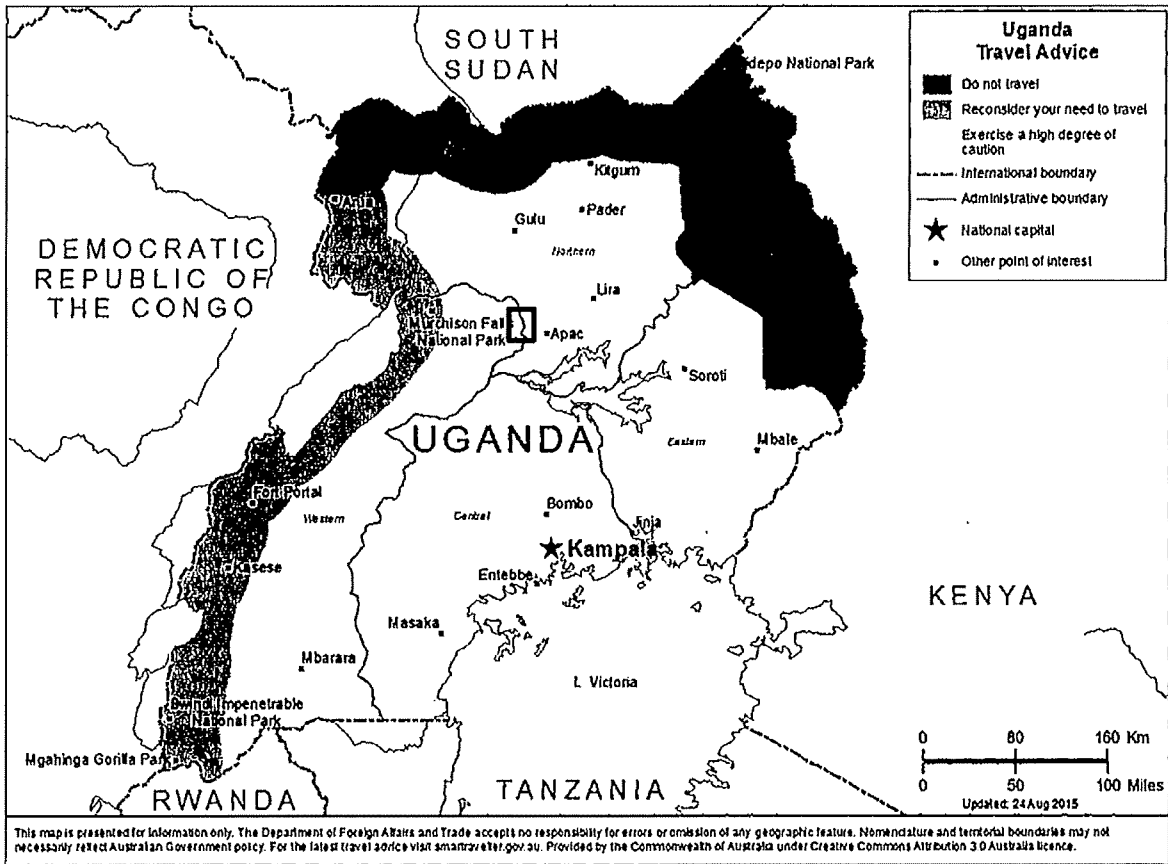 SOUTH
SUDAN
Uganda
Travel Advice
Do not travel
Reconsider your need to travel
Exercise a high degree of
caution
International boundary
Administrative boundary
National capital
Other point of interest
depo National Park
Kitgum
Arua
Pader
Gulu
Northern
DEMOCRATIC
REPUBLIC OF
THE CONGO
Lira
Murchison Fall
National Park
Apac
Soroti
UGANDA
Eastern
Mbale
Fort Portal
Western
Central
Bombo
Jinja
Kampala
Kasese
Entebbe
KENYA
Masaka
Mbarara
L Victoria
Bwindi Impenetrable
National Park
Mgahinga Gorilla Park
RWANDA
TANZANIA
0 80 160 Km
0 50 100 Miles
Updated: 24 Aug 2015
This map is presented for information only. The Department of Foreign Affairs and Trade accepts no responsibility for errors or omission of any geographic feature. Nomenclature and territorial boundaries may not
necessarily reflect Australian Government policy. For the latest travel advice visit smartraveller.gov.au. Provided by the Commonwealth of Australia under Creative Commons Attribution 3.0 Australia licence.